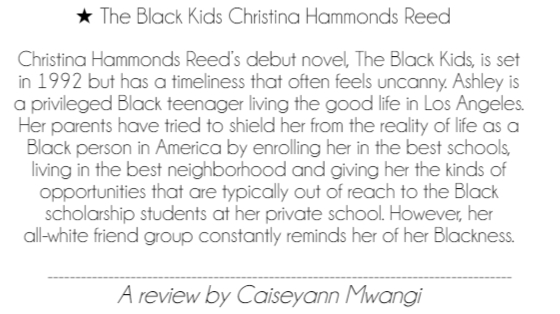 ★ The Black Kids Christina Hammonds Reed
Christina Hammonds Reed's debut novel, The Black Kids, is set
in 1992 but has a timeliness that often feels uncanny. Ashley is
a privileged Black teenager living the good life in Los Angeles.
Her parents have tried to shield her from the reality of life as a
Black person in America by enrolling her in the best schools,
living in the best neighborhood and giving her the kinds of
opportunities that are typically out of reach to the Black
scholarship students at her private school. However, her
all-white friend group constantly reminds her of her Blackness.
A review by Caiseyann Mwangi